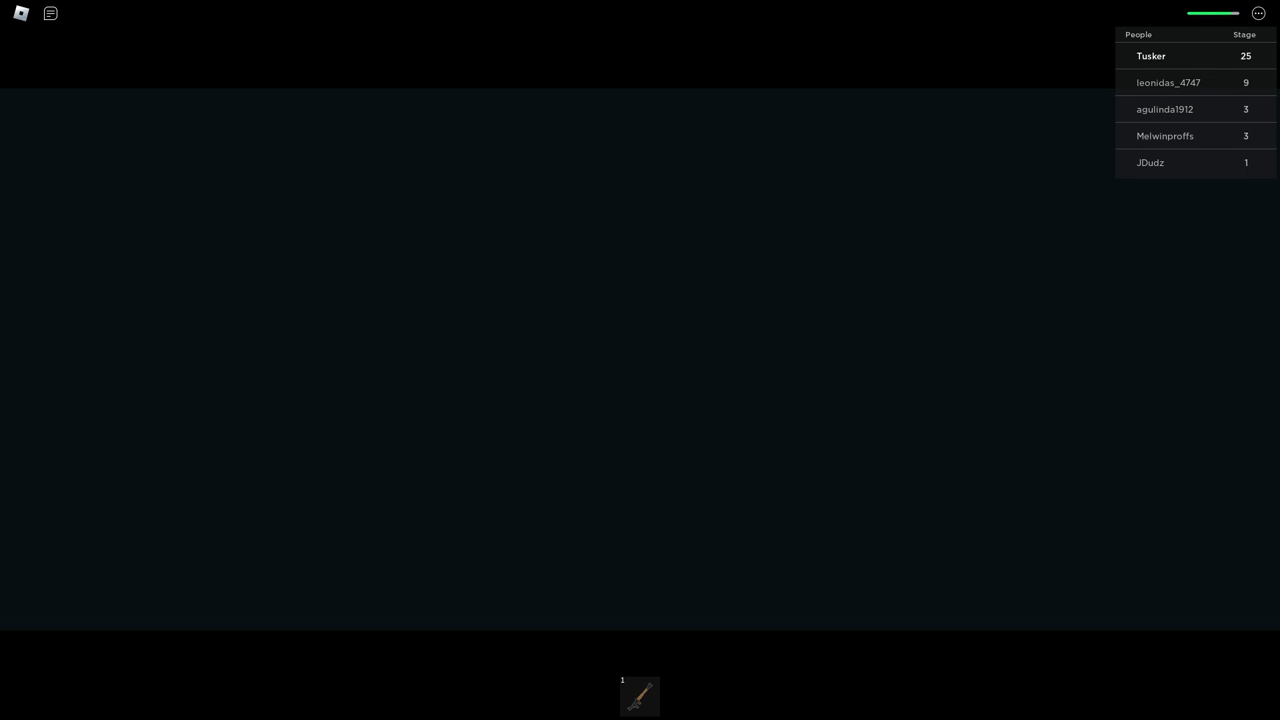 People Stage
Tusker 25
leonidas_4747 9
agulinda1912 3
Melwinproffs 3
JDudz 1
1